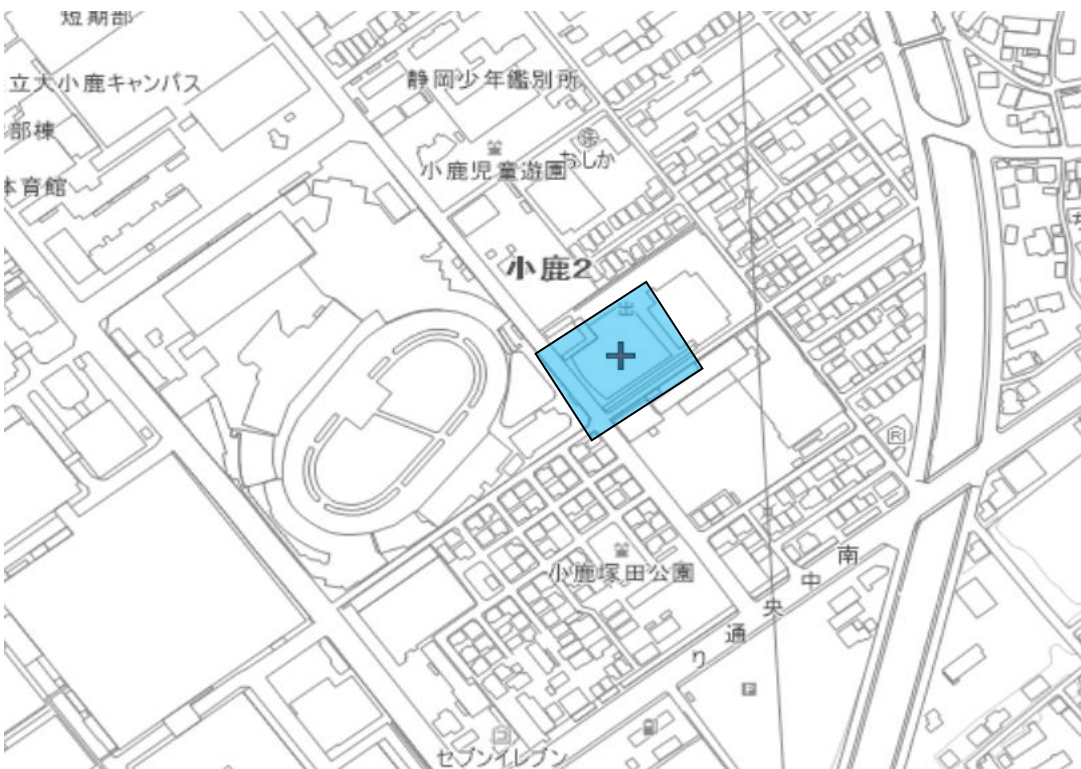 短期部
立大小鹿キャンパス
部棟
体育館
静岡少年鑑別所
小鹿児童遊園
おしか
小鹿2
小鹿塚田公園
南中央通り
セブンイレブン
R
P